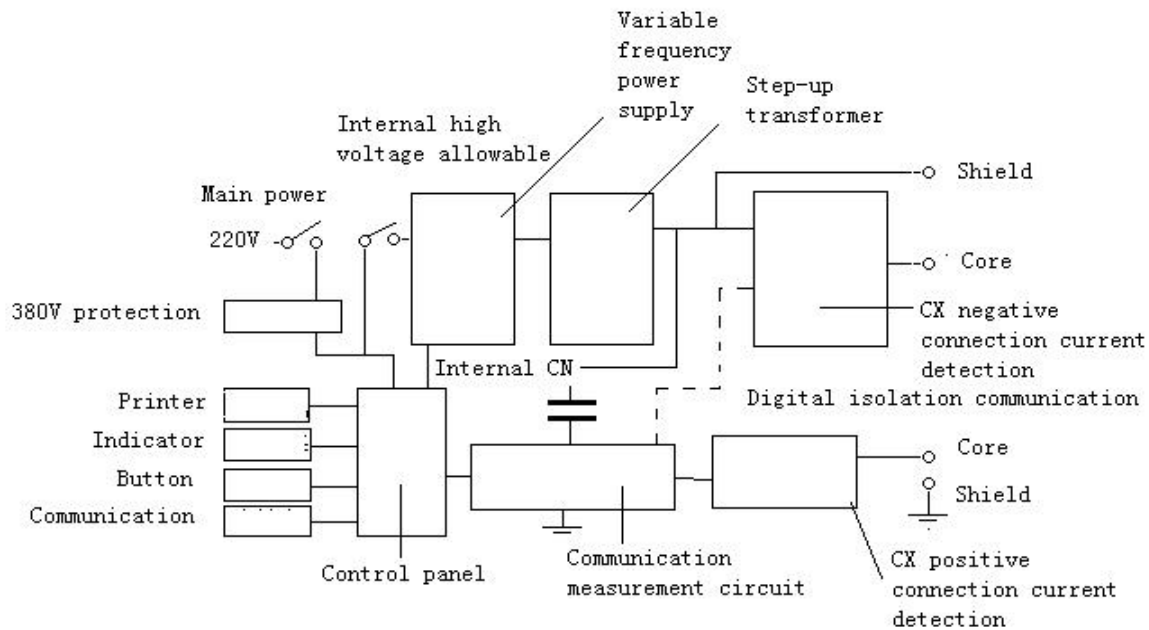 Variable
frequency
power
supply
Step-up
transformer
Internal high
voltage allowable
Shield
Main power
220V
Core
380V protection
CX negative
connection current
detection
Internal CN
Digital isolation communication
Printer
Indicator
Button
Communication
Core
Shield
Control panel
Communication
measurement circuit
CX positive
connection current
detection